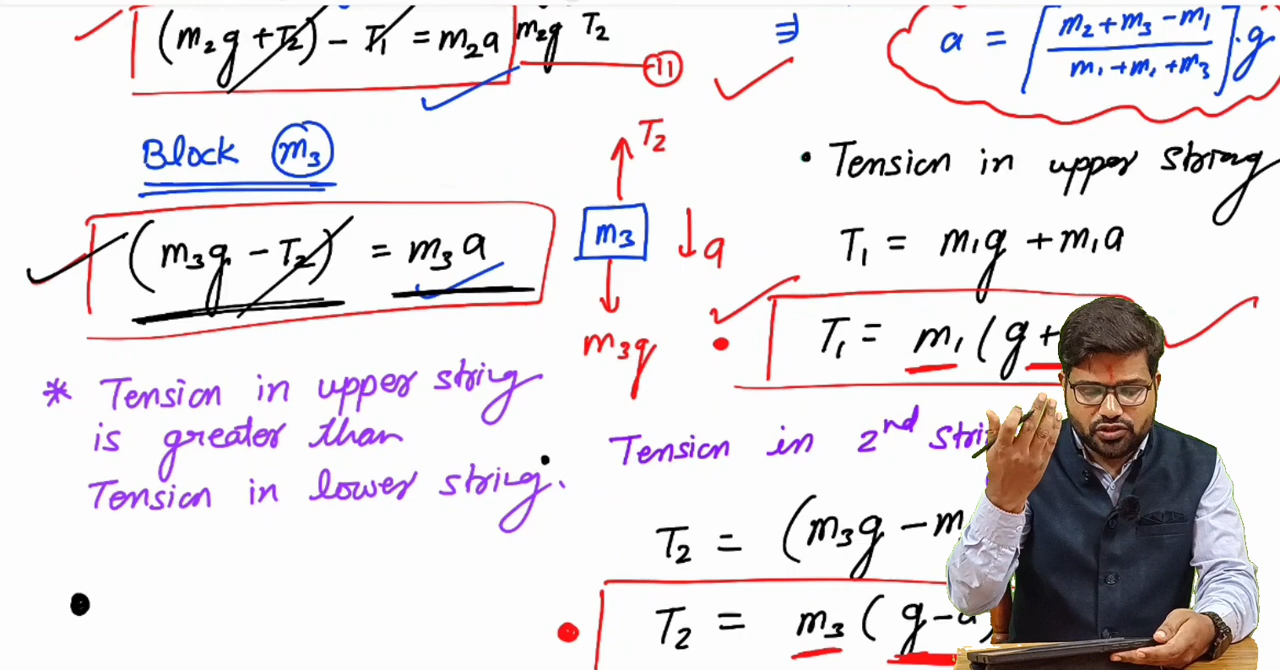 (m₂g + T₂) - T₁ = m₂a
m₂g T₂
(11)
∃
a = [m₂ + m₃ - m₁ / m₁ + m₁ + m₃] . g
Block (m₃)
(m₃g - T₂) = m₃a
T₂
m₃
↓ a
m₃g
• Tension in upper string
T₁ = m₁g + m₁a
T₁ = m₁(g +
* Tension in upper string
is greater than
Tension in lower string.
Tension in 2nd stri
T₂ = (m₃g - m
T₂ = m₃(g - a)